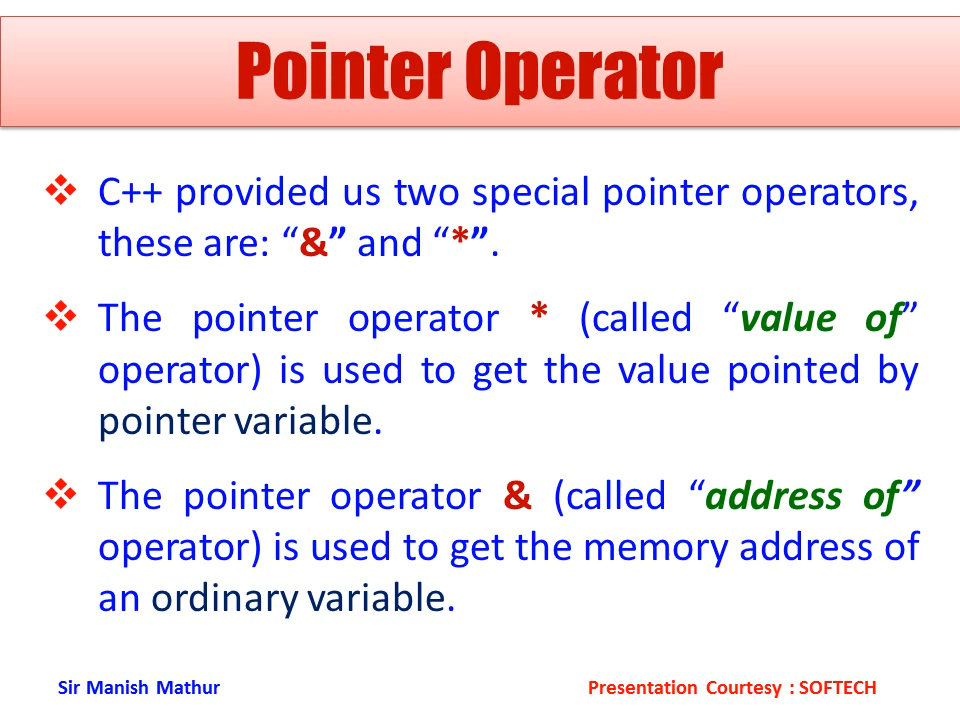 Pointer Operator
❖ C++ provided us two special pointer operators,
these are: “&” and “*”.
❖ The pointer operator * (called “value of”
operator) is used to get the value pointed by
pointer variable.
❖ The pointer operator & (called “address of”
operator) is used to get the memory address of
an ordinary variable.
Sir Manish Mathur
Presentation Courtesy : SOFTECH